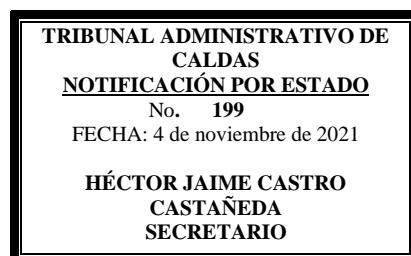 TRIBUNAL ADMINISTRATIVO DE
CALDAS
NOTIFICACIÓN POR ESTADO
No. 199
FECHA: 4 de noviembre de 2021
HÉCTOR JAIME CASTRO
CASTAÑEDA
SECRETARIO